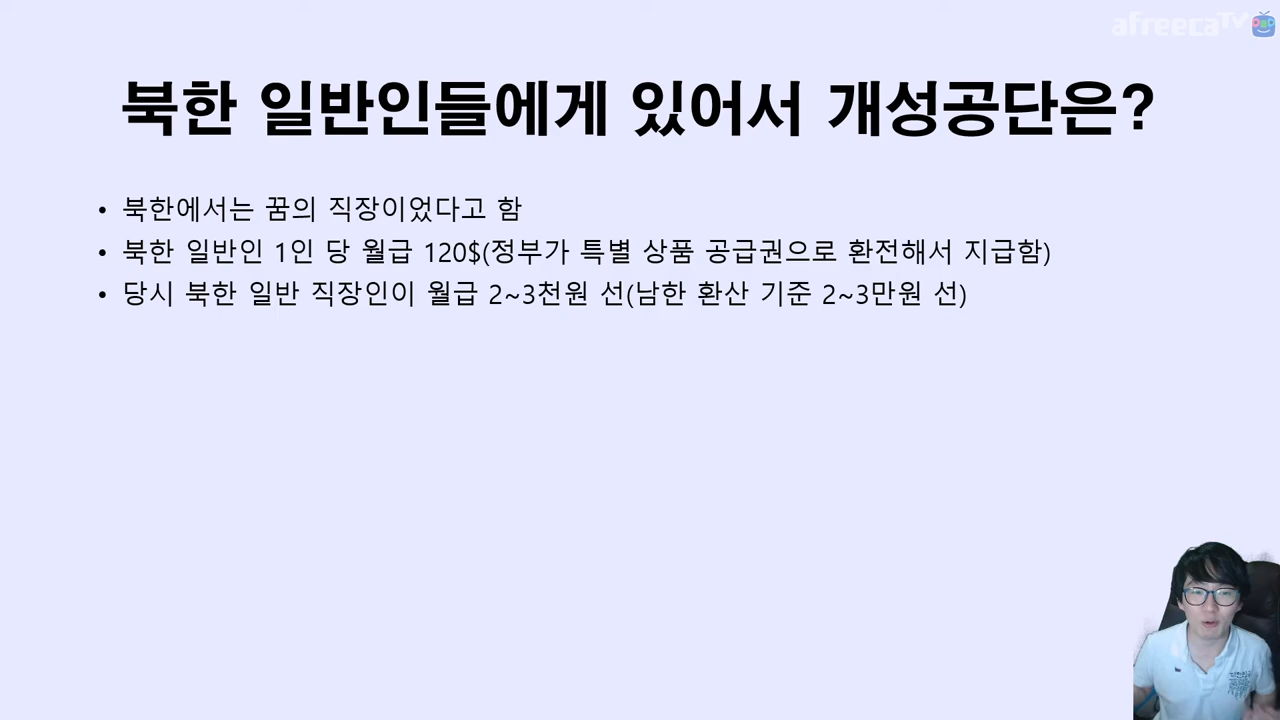 afreecaTV
북한 일반인들에게 있어서 개성공단은?
• 북한에서는 꿈의 직장이었다고 함
• 북한 일반인 1인 당 월급 120$(정부가 특별 상품 공급권으로 환전해서 지급함)
• 당시 북한 일반 직장인이 월급 2~3천원 선(남한 환산 기준 2~3만원 선)